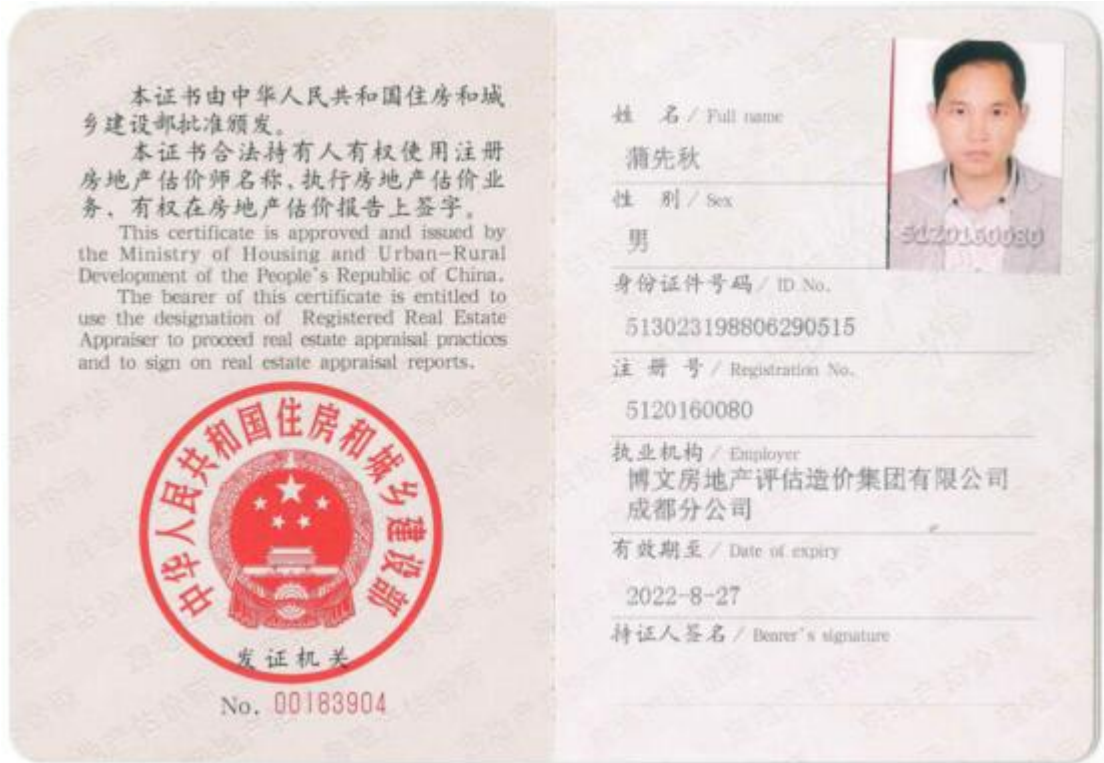 本证书由中华人民共和国住房和城
乡建设部批准颁发。
本证书合法持有人有权使用注册
房地产估价师名称、执行房地产估价业
务、有权在房地产估价报告上签字。
This certificate is approved and issued by
the Ministry of Housing and Urban-Rural
Development of the People's Republic of China.
The bearer of this certificate is entitled to
use the designation of Registered Real Estate
Appraiser to proceed real estate appraisal practices
and to sign on real estate appraisal reports.
中华人民共和国住房和城乡建设部
发证机关
No. 00183904
姓 名 / Full name
蒲先秋
性 别 / Sex
男
身份证件号码 / ID No.
513023198806290515
注 册 号 / Registration No.
5120160080
执业机构 / Employer
博文房地产评估造价集团有限公司
成都分公司
有效期至 / Date of expiry
2022-8-27
持证人签名 / Bearer's signature
5120160080